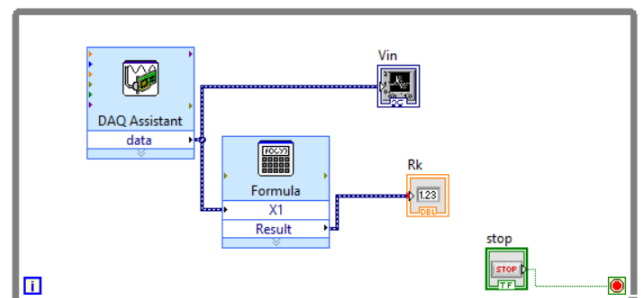 Vin
DAQ Assistant
data
Formula
X1
Result
Rk
1.23
DBL
stop
STOP
TF
i